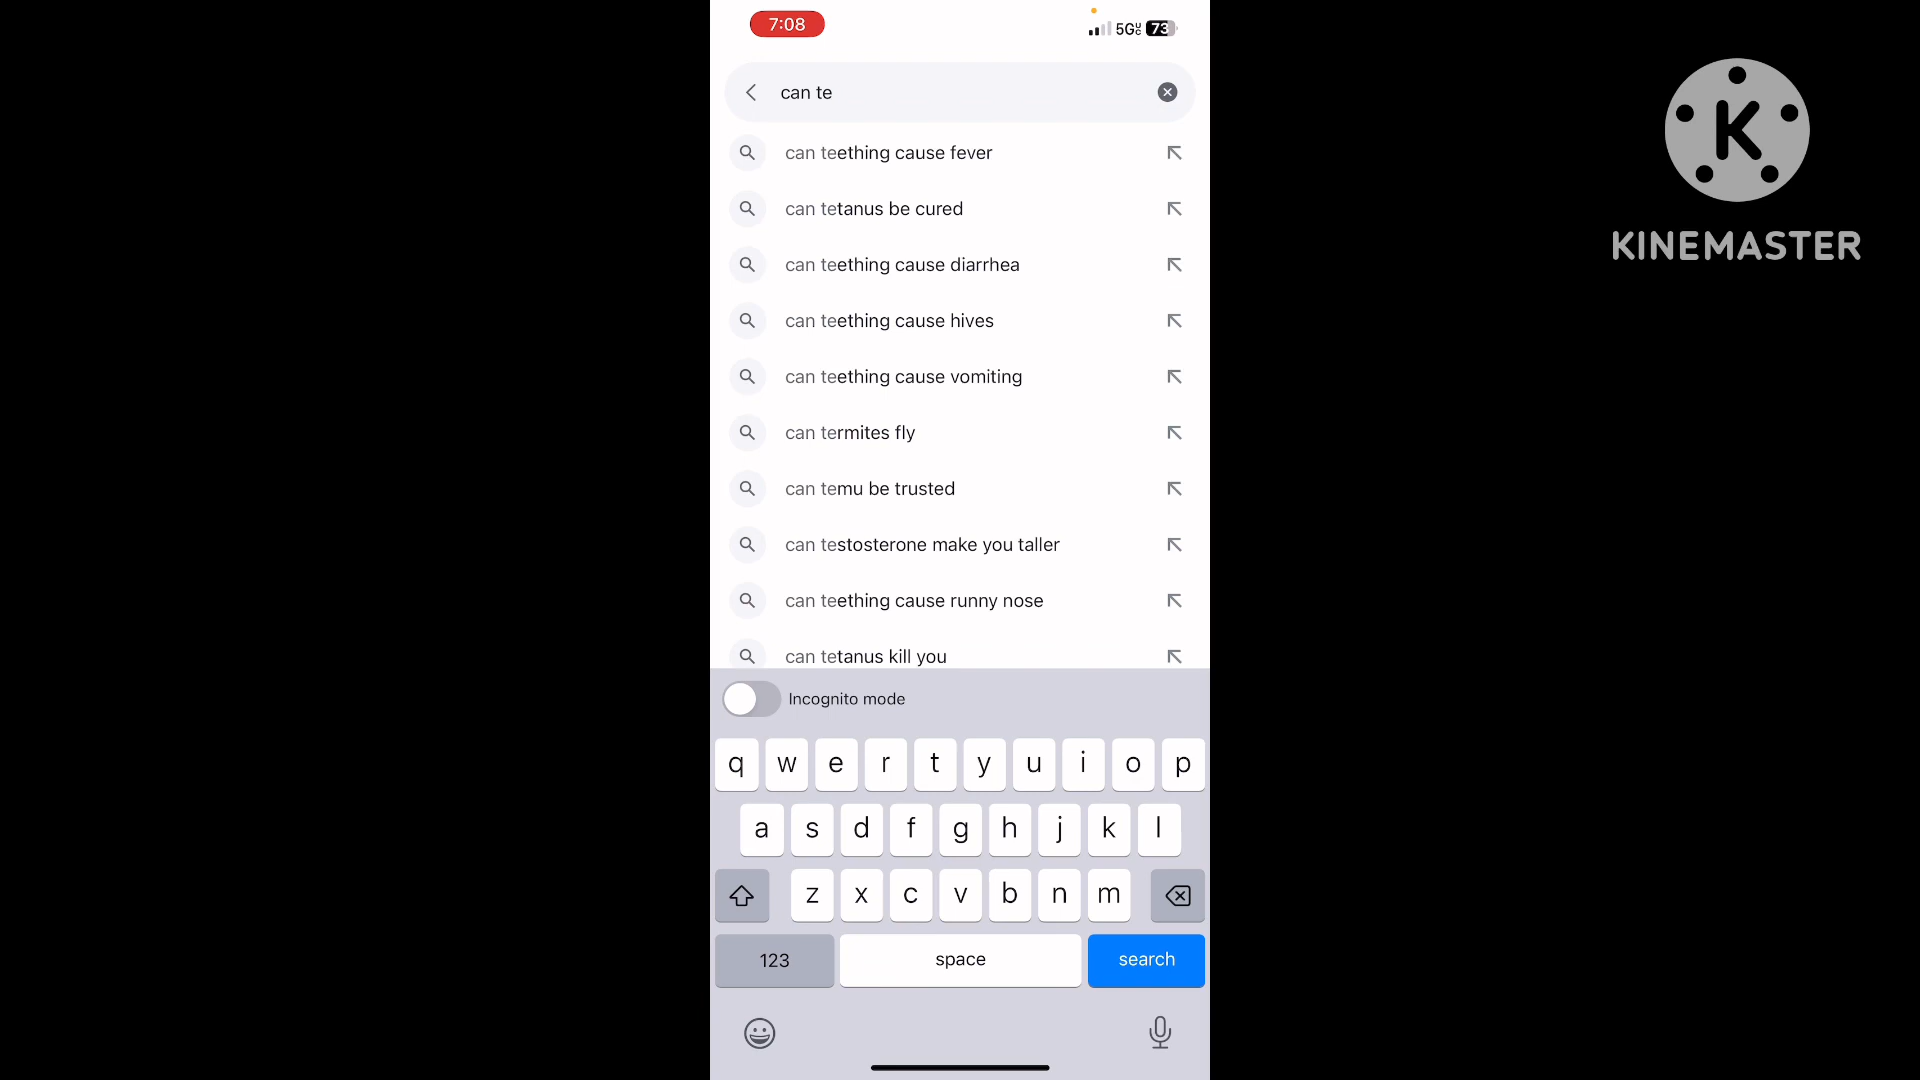 7:08
5G
73
can te
can teething cause fever
can tetanus be cured
can teething cause diarrhea
can teething cause hives
can teething cause vomiting
can termites fly
can temu be trusted
can testosterone make you taller
can teething cause runny nose
can tetanus kill you
Incognito mode
q w e r t y u i o p
a s d f g h j k l
z x c v b n m
123 space search
K
KINEMASTER